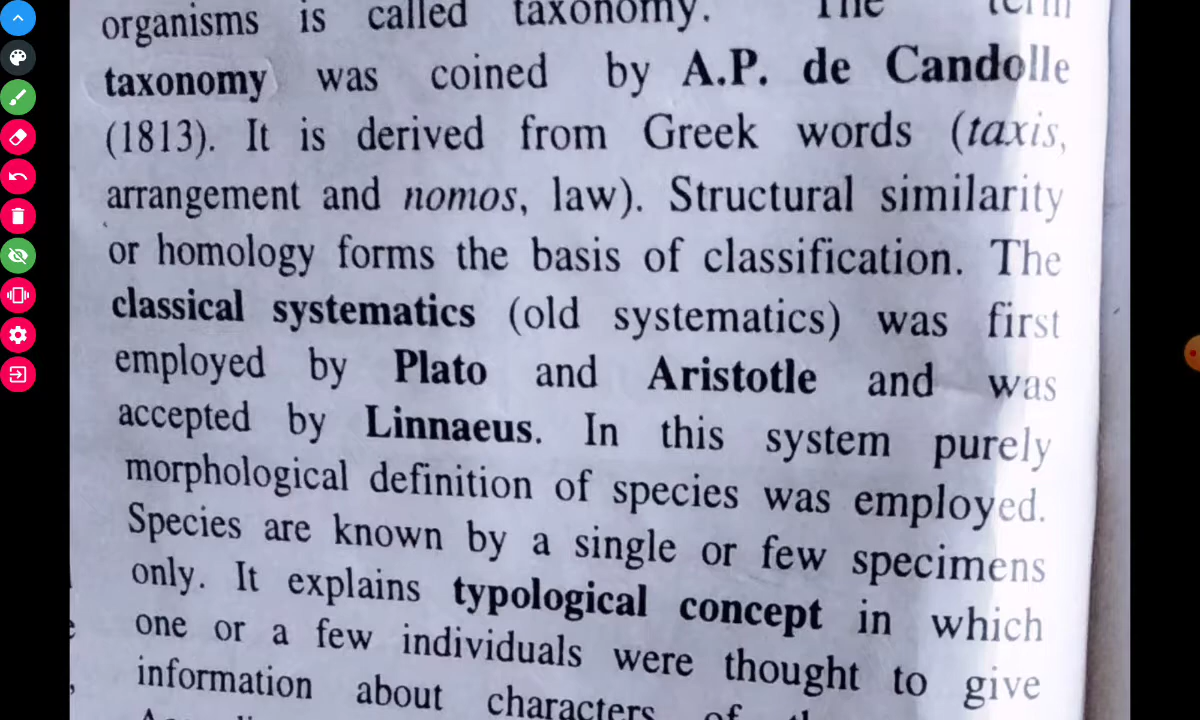 organisms is called taxonomy. The term
taxonomy was coined by A.P. de Candolle
(1813). It is derived from Greek words (taxis,
arrangement and nomos, law). Structural similarity
or homology forms the basis of classification. The
classical systematics (old systematics) was first
employed by Plato and Aristotle and was
accepted by Linnaeus. In this system purely
morphological definition of species was employed.
Species are known by a single or few specimens
only. It explains typological concept in which
one or a few individuals were thought to give
information about characters of